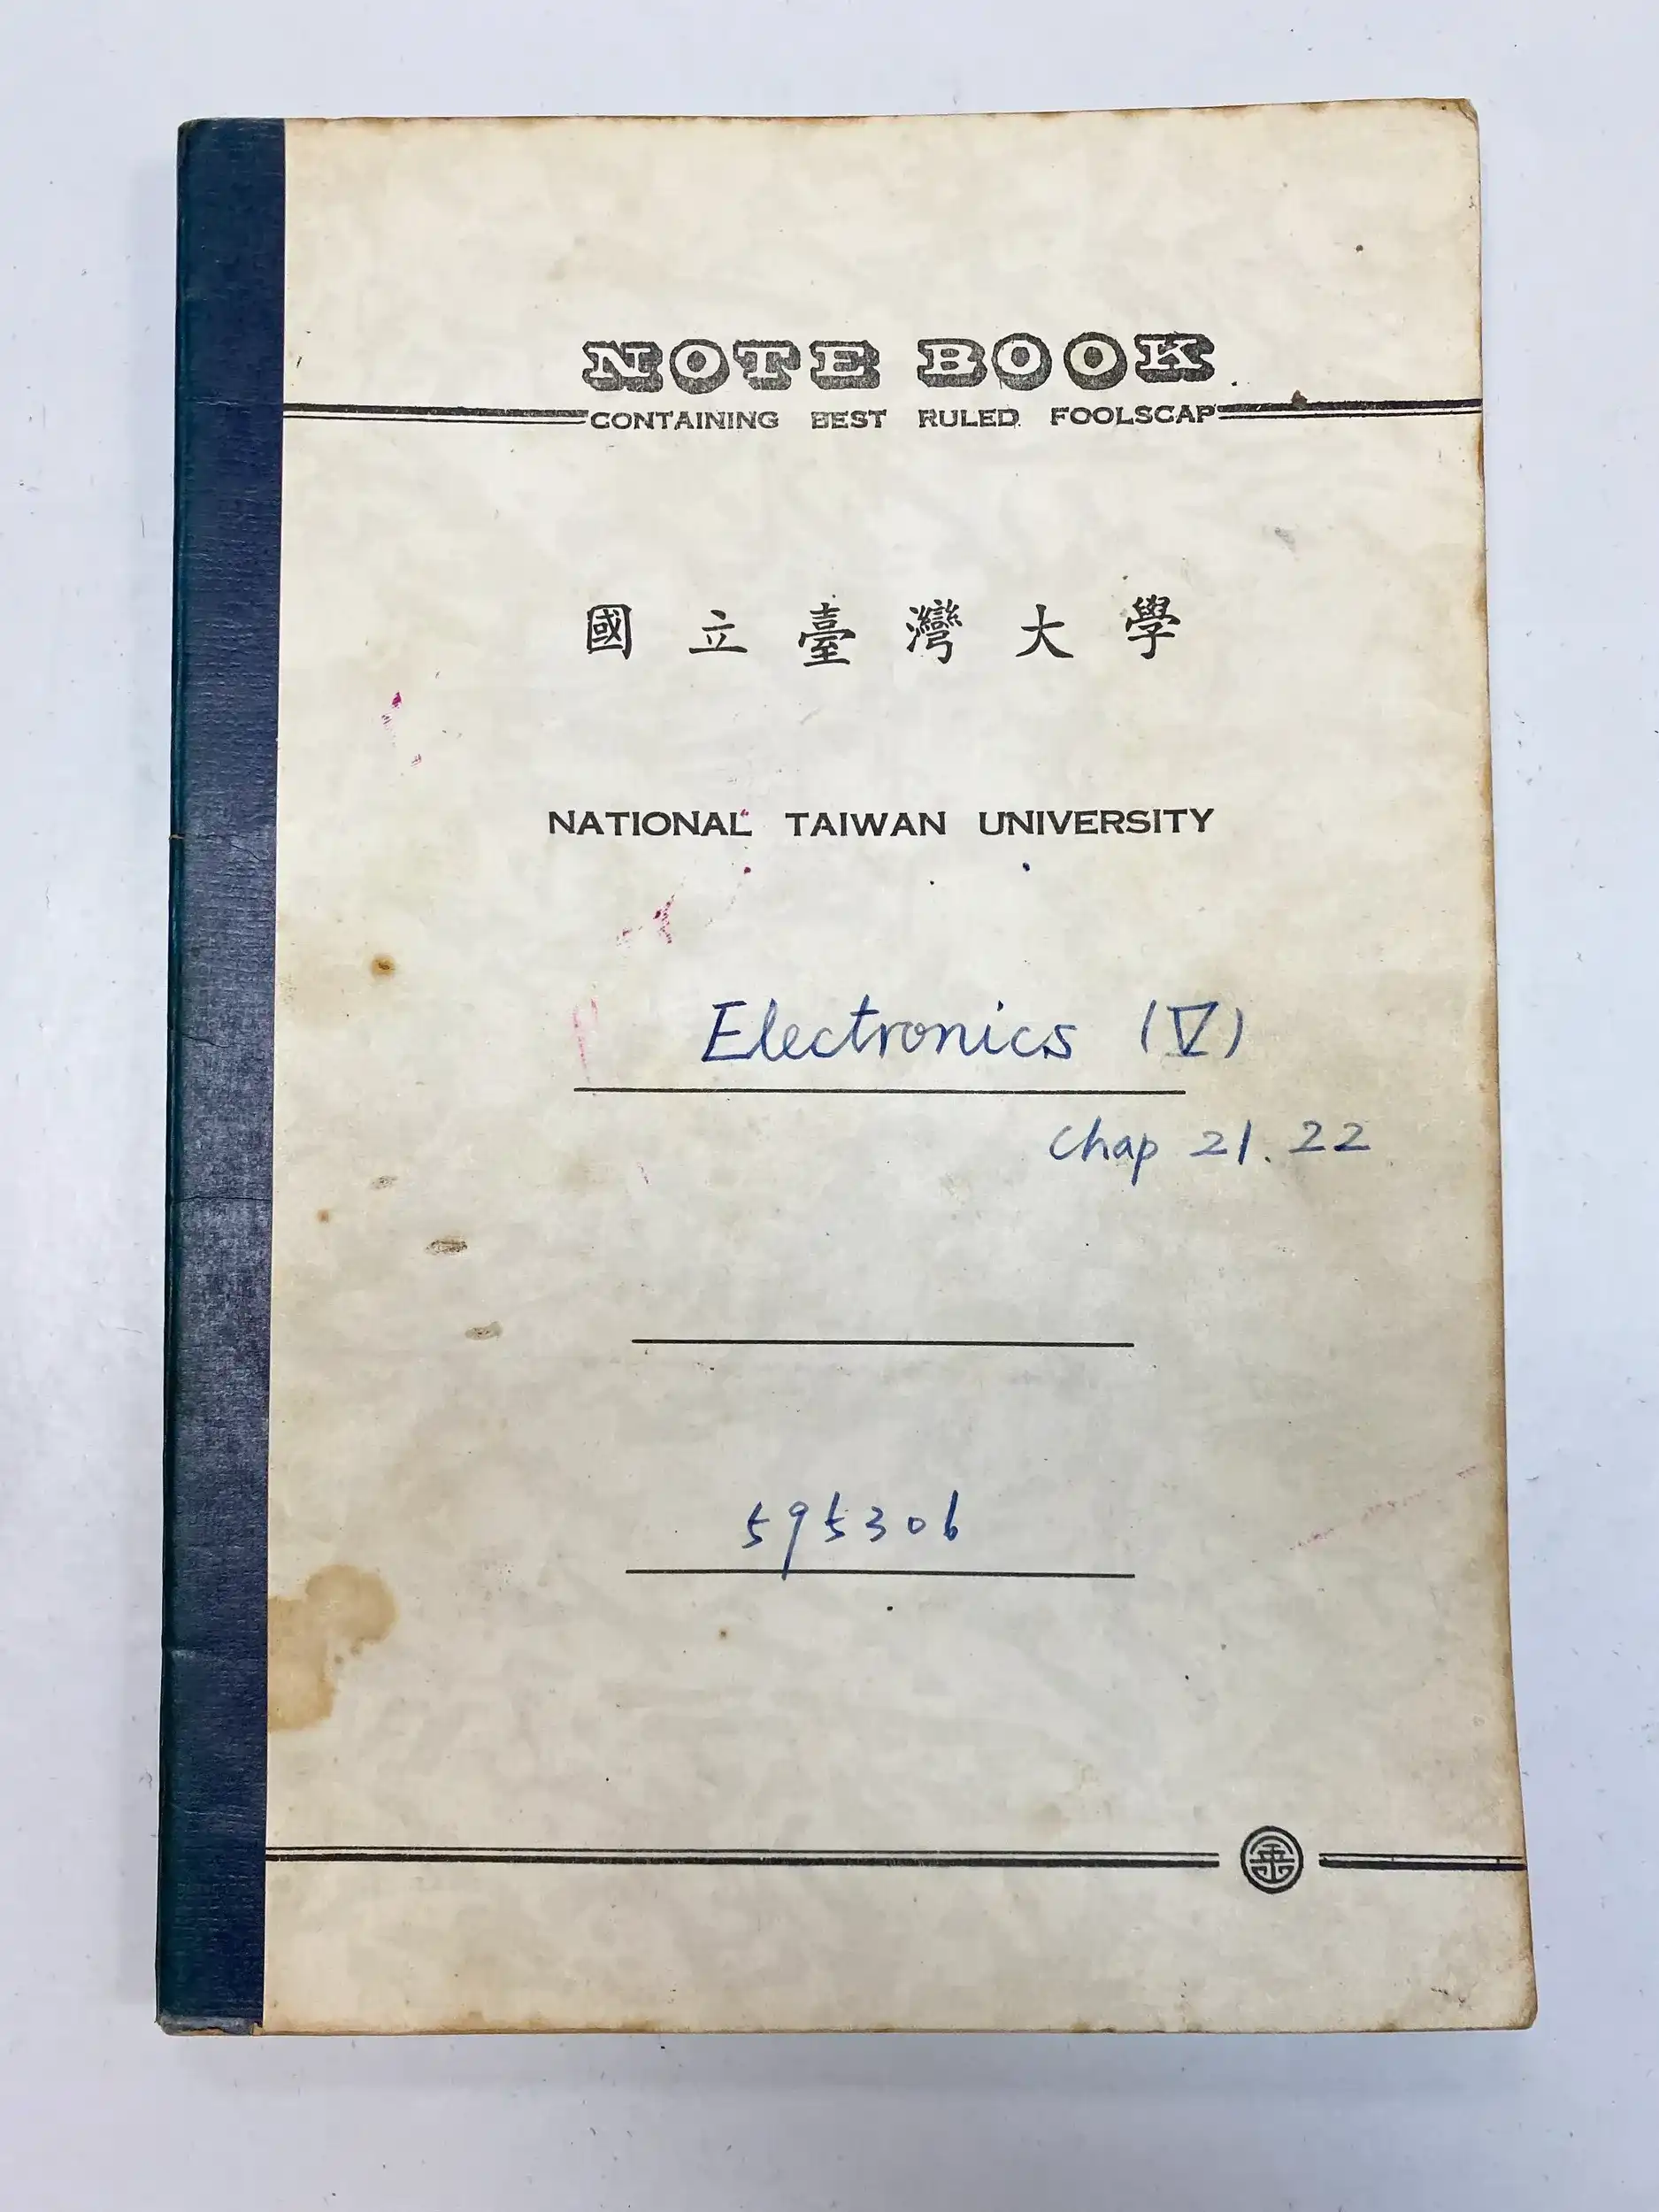 NOTE BOOK
CONTAINING BEST RULED FOOLSCAP
國立臺灣大學
NATIONAL TAIWAN UNIVERSITY
Electronics (V)
Chap 21. 22
595306